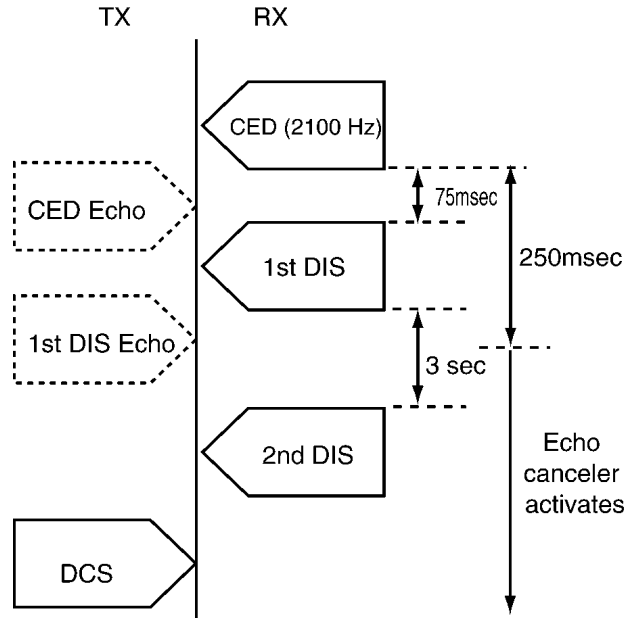 TX
RX
CED (2100 Hz)
CED Echo
75msec
250msec
1st DIS
1st DIS Echo
3 sec
2nd DIS
Echo
canceler
activates
DCS